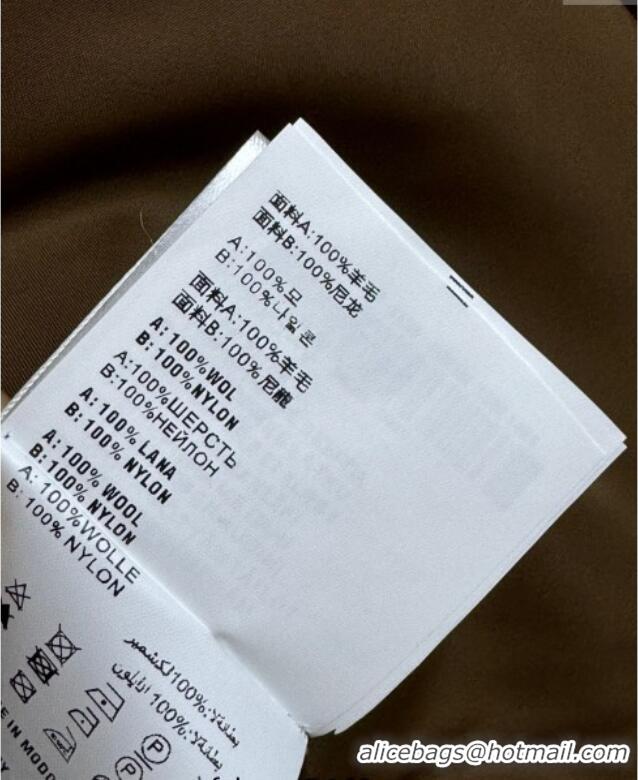 面料A:100%羊毛
面料B:100%尼龙
A:100%모
B:100%나일론
面料A:100%羊毛
面料B:100%尼龍
A:100%WOL
B:100%NYLON
A:100%ШЕРСТЬ
B:100%НЕЙЛОН
A:100% LANA
B:100% NYLON
A:100% WOOL
B:100% NYLON
A: 100%WOLLE
B: 100% NYLON
alicebags@hotmail.com